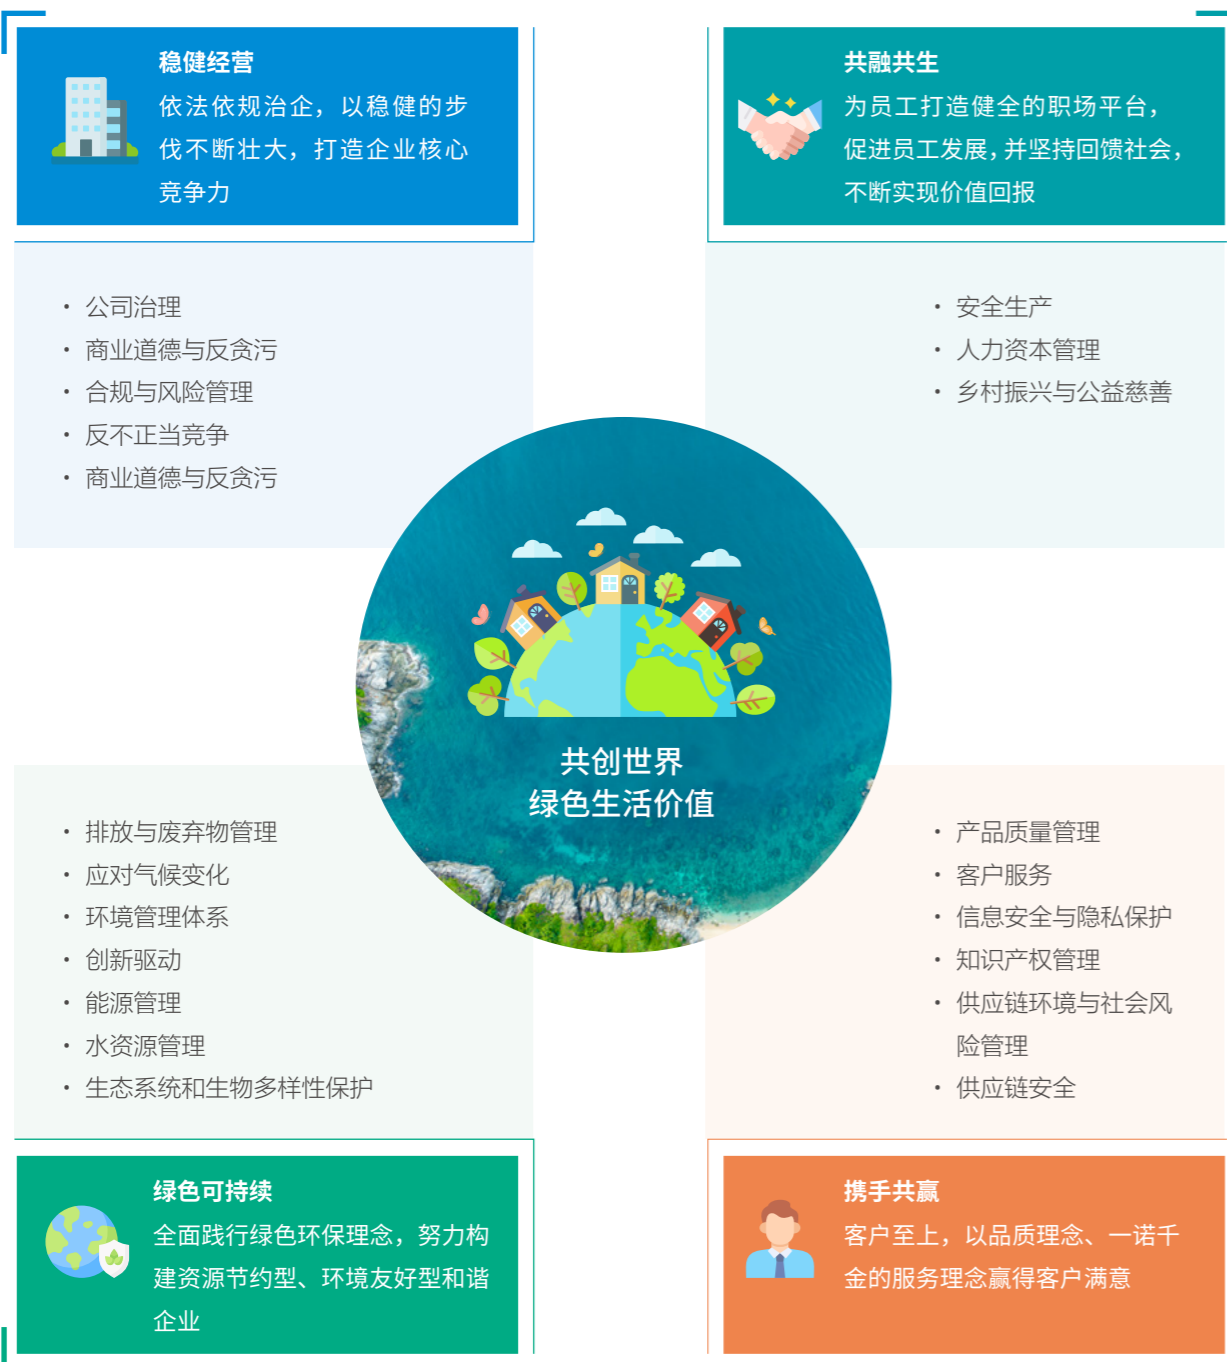 稳健经营
依法依规治企，以稳健的步
伐不断壮大，打造企业核心
竞争力
· 公司治理
· 商业道德与反贪污
· 合规与风险管理
· 反不正当竞争
· 商业道德与反贪污
共融共生
为员工打造健全的职场平台，
促进员工发展，并坚持回馈社会，
不断实现价值回报
· 安全生产
· 人力资本管理
· 乡村振兴与公益慈善
共创世界
绿色生活价值
· 排放与废弃物管理
· 应对气候变化
· 环境管理体系
· 创新驱动
· 能源管理
· 水资源管理
· 生态系统和生物多样性保护
绿色可持续
全面践行绿色环保理念，努力构
建资源节约型、环境友好型和谐
企业
· 产品质量管理
· 客户服务
· 信息安全与隐私保护
· 知识产权管理
· 供应链环境与社会风
险管理
· 供应链安全
携手共赢
客户至上，以品质理念、一诺千
金的服务理念赢得客户满意